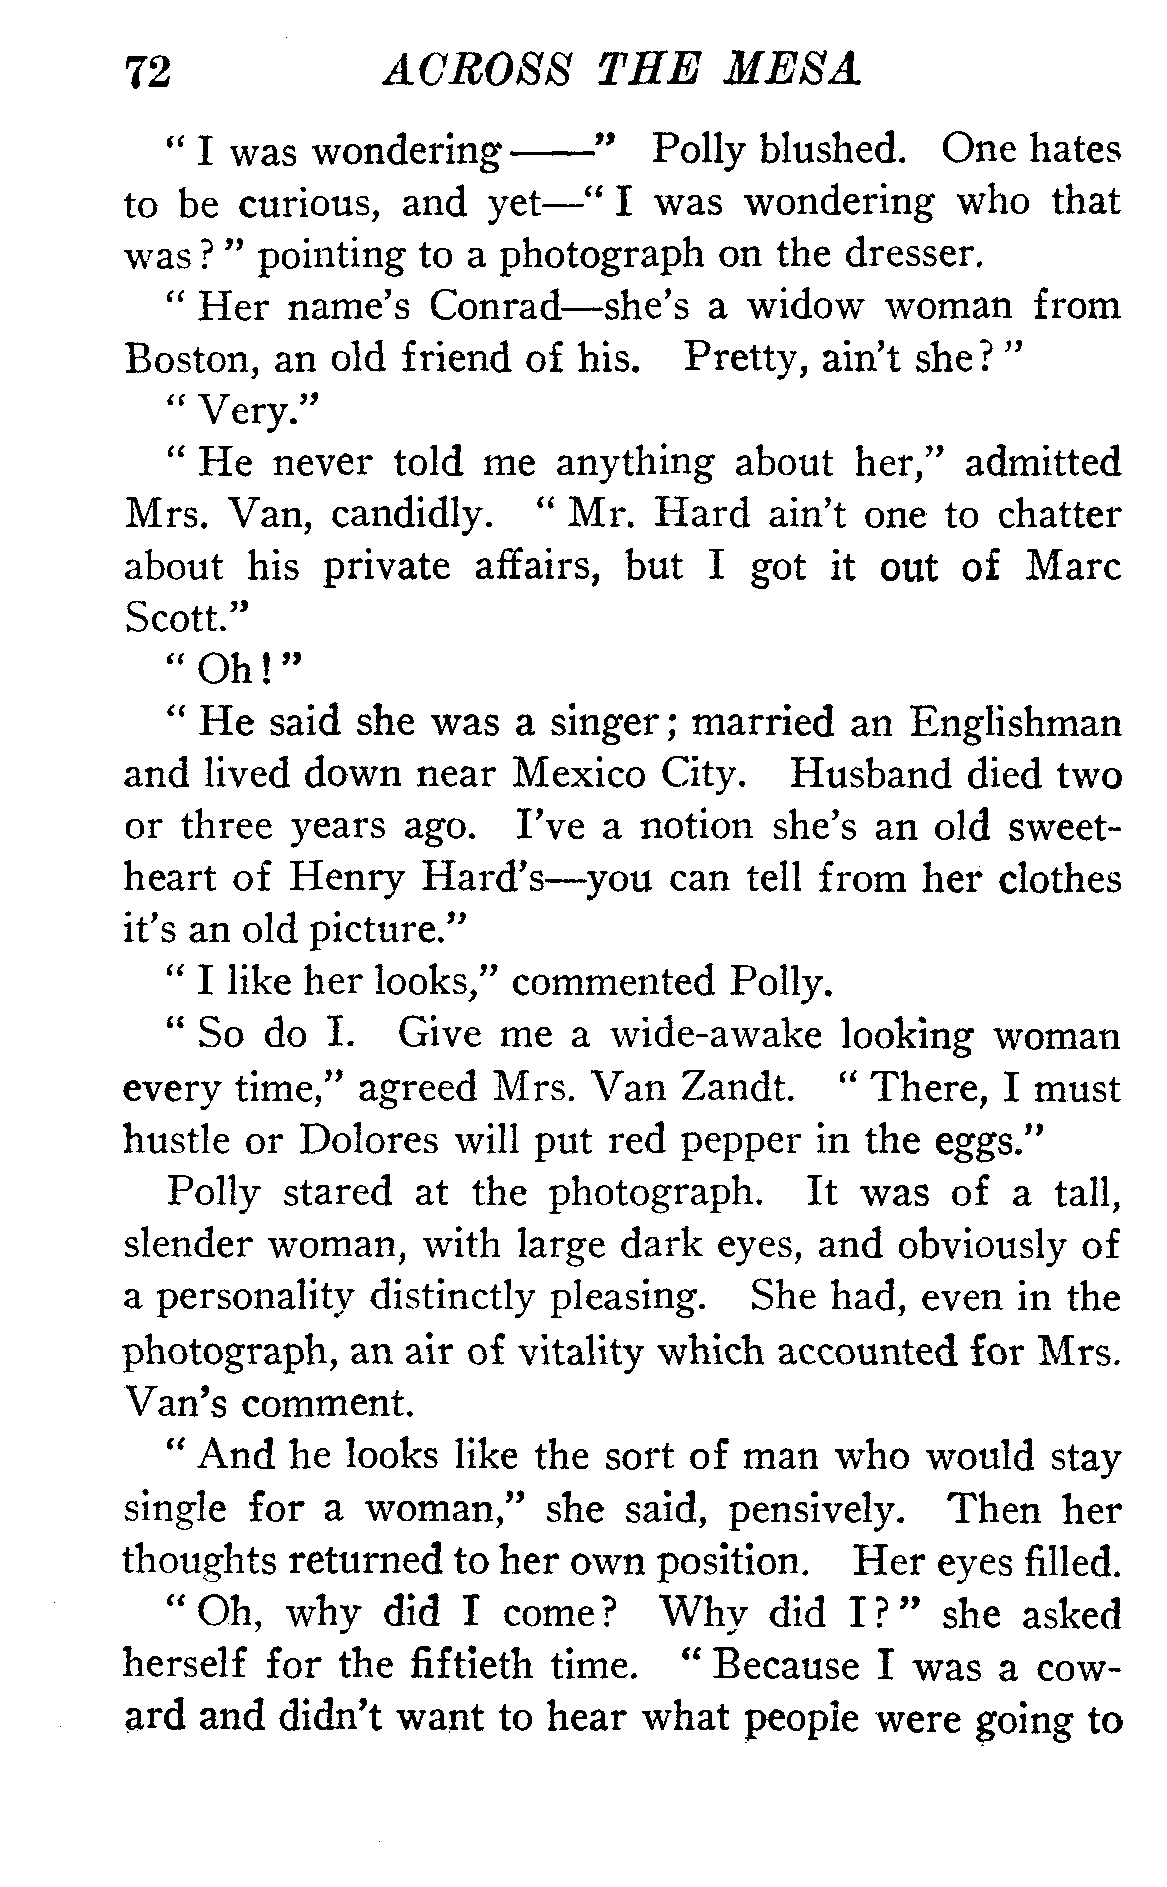 72 ACROSS THE MESA
" I was wondering——" Polly blushed. One hates
to be curious, and yet—" I was wondering who that
was? " pointing to a photograph on the dresser.
" Her name's Conrad—she's a widow woman from
Boston, an old friend of his. Pretty, ain't she? "
" Very."
" He never told me anything about her," admitted
Mrs. Van, candidly. " Mr. Hard ain't one to chatter
about his private affairs, but I got it out of Marc
Scott."
" Oh! "
" He said she was a singer; married an Englishman
and lived down near Mexico City. Husband died two
or three years ago. I've a notion she's an old sweet-
heart of Henry Hard's—you can tell from her clothes
it's an old picture."
" I like her looks," commented Polly.
" So do I. Give me a wide-awake looking woman
every time," agreed Mrs. Van Zandt. " There, I must
hustle or Dolores will put red pepper in the eggs."
Polly stared at the photograph. It was of a tall,
slender woman, with large dark eyes, and obviously of
a personality distinctly pleasing. She had, even in the
photograph, an air of vitality which accounted for Mrs.
Van's comment.
" And he looks like the sort of man who would stay
single for a woman," she said, pensively. Then her
thoughts returned to her own position. Her eyes filled.
" Oh, why did I come? Why did I? " she asked
herself for the fiftieth time. " Because I was a cow-
ard and didn't want to hear what people were going to